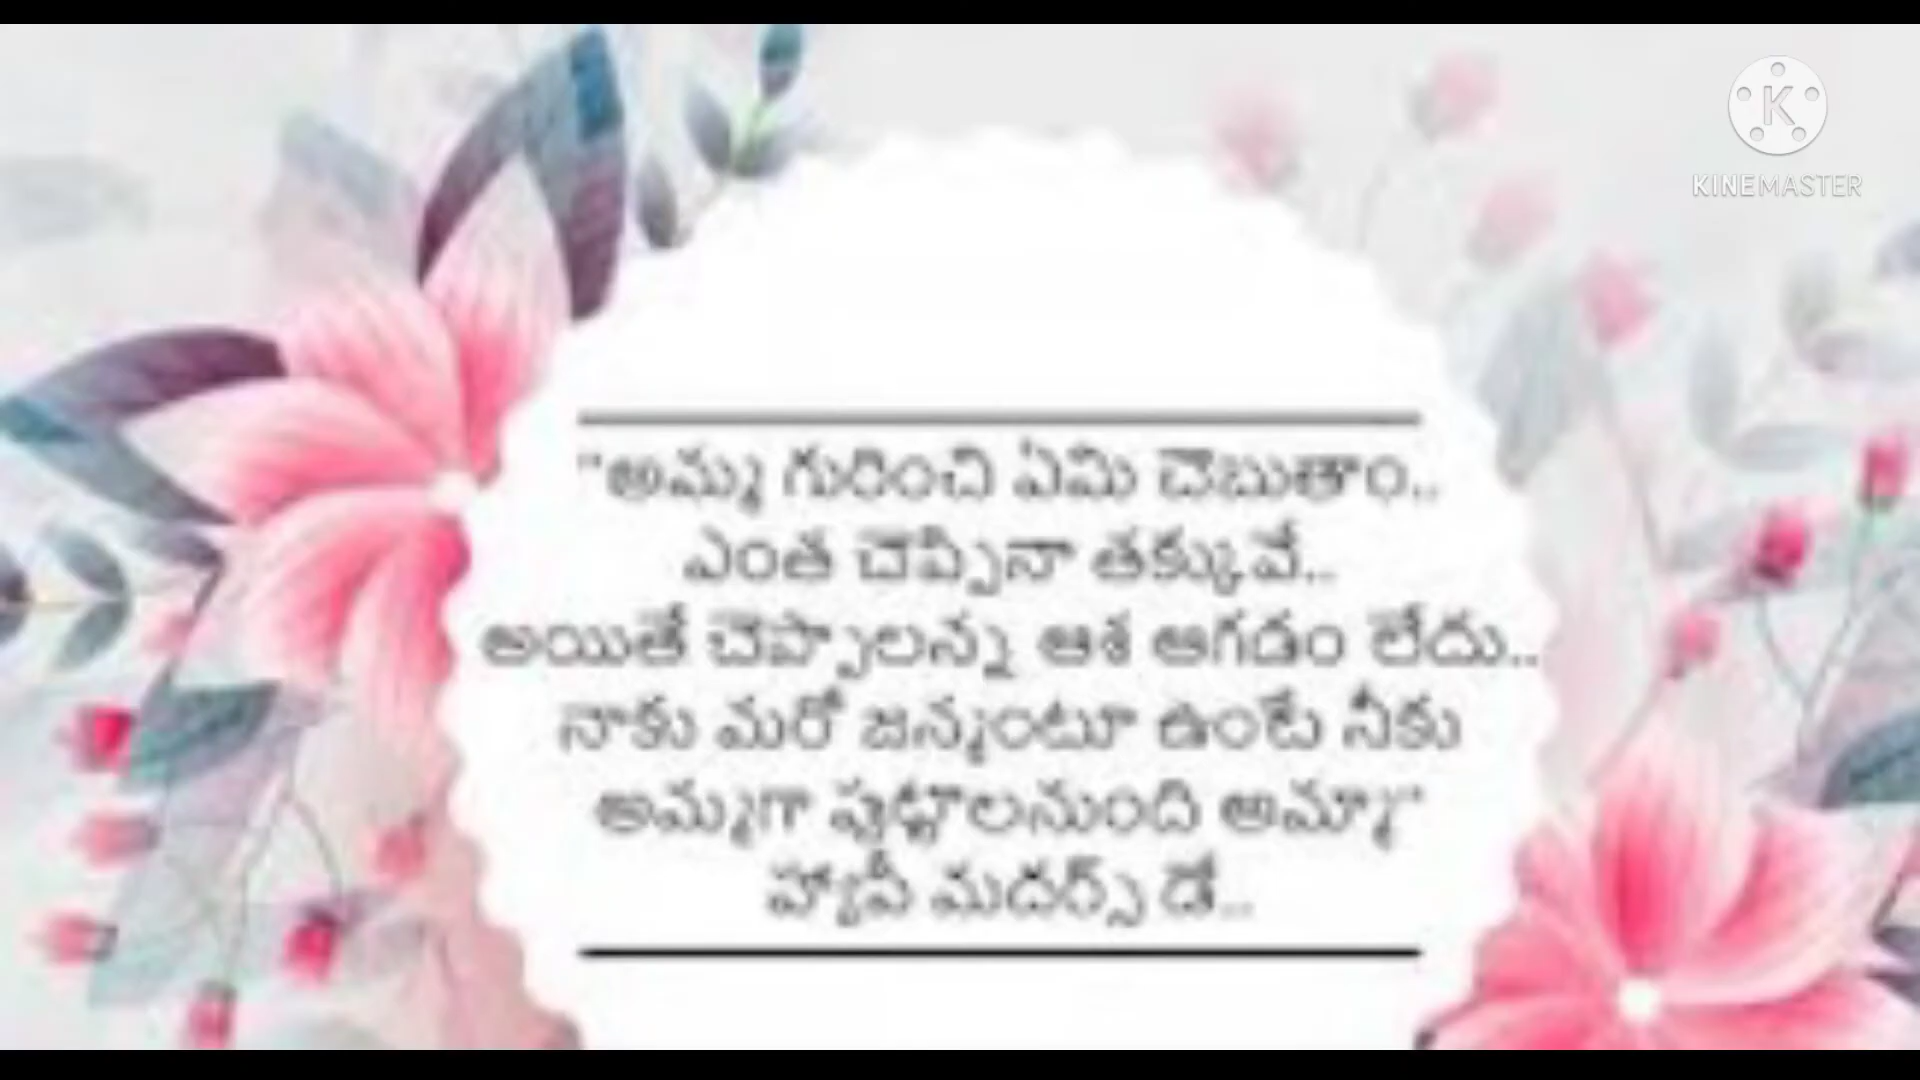 KINEMASTER
"అమ్మ గురించి ఏమి చెబుతాం..
ఎంత చెప్పినా తక్కువే..
అయితే చెప్పాలన్న ఆశ ఆగడం లేదు..
నాకు మరో జన్మంటూ ఉంటే నీకు
అమ్మగా పుట్టాలనుంది అమ్మా"
హ్యాపీ మదర్స్ డే..